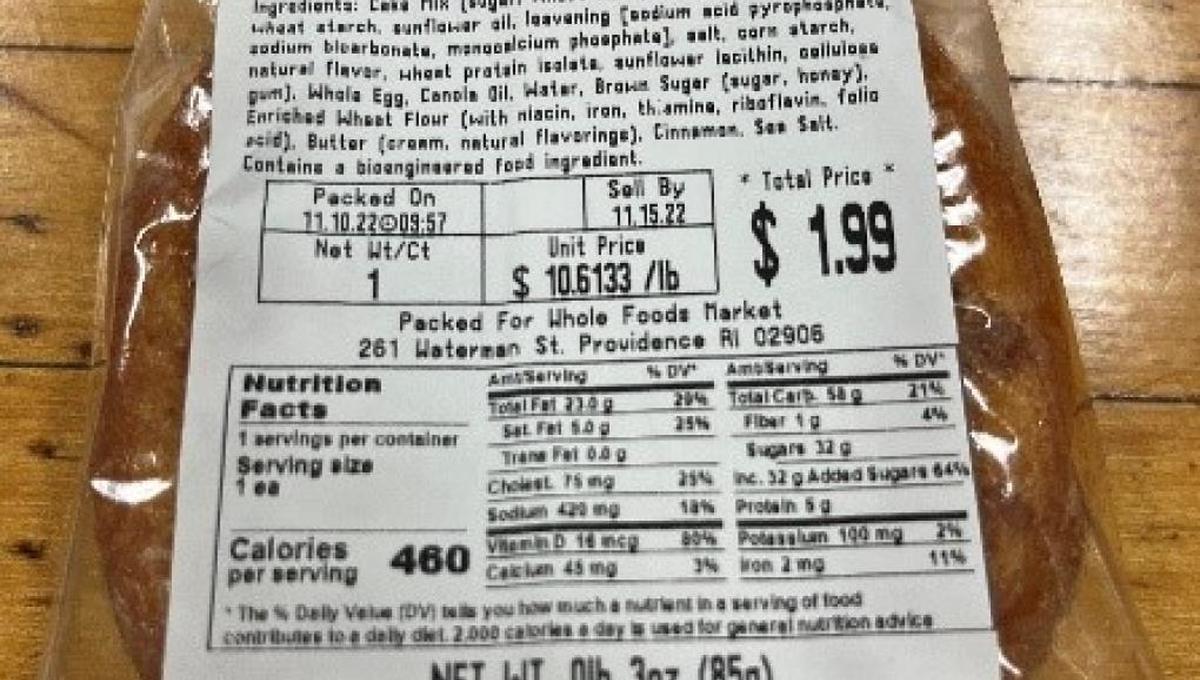 Ingredients: Cake Mix (sugar,
wheat starch, sunflower oil, leavening [sodium acid pyrophosphate,
sodium bicarbonate, monocalcium phosphate], salt, corn starch,
natural flavor, wheat protein isolate, sunflower lecithin, cellulose
gum), Whole Egg, Canola Oil, Water, Brown Sugar (sugar, honey),
Enriched Wheat Flour (with niacin, iron, thiamine, riboflavin, folic
acid), Butter (cream, natural flavorings), Cinnamon, Sea Salt.
Contains a bioengineered food ingredient.
Packed On Sell By * Total Price *
11.10.22 09:57 11.15.22 $ 1.99
Net Wt/Ct Unit Price
1 $ 10.6133 /lb
Packed For Whole Foods Market
261 Waterman St. Providence RI 02906
Nutrition
Facts
1 servings per container
Serving size
1 ea
Calories 460
per serving
Amt/Serving % DV*
Total Fat 23.0 g 29%
Sat. Fat 5.0 g 25%
Trans Fat 0.0 g
Cholest. 75 mg 25%
Sodium 420 mg 18%
Vitamin D 16 mcg 80%
Calcium 45 mg 3%
Amt/Serving % DV*
Total Carb. 58 g 21%
Fiber 1 g 4%
Sugars 32 g
Inc. 32 g Added Sugars 64%
Protein 5 g
Potassium 100 mg 2%
Iron 2 mg 11%
* The % Daily Value (DV) tells you how much a nutrient in a serving of food
contributes to a daily diet. 2,000 calories a day is used for general nutrition advice
NET WT 0lb 3oz (85g)